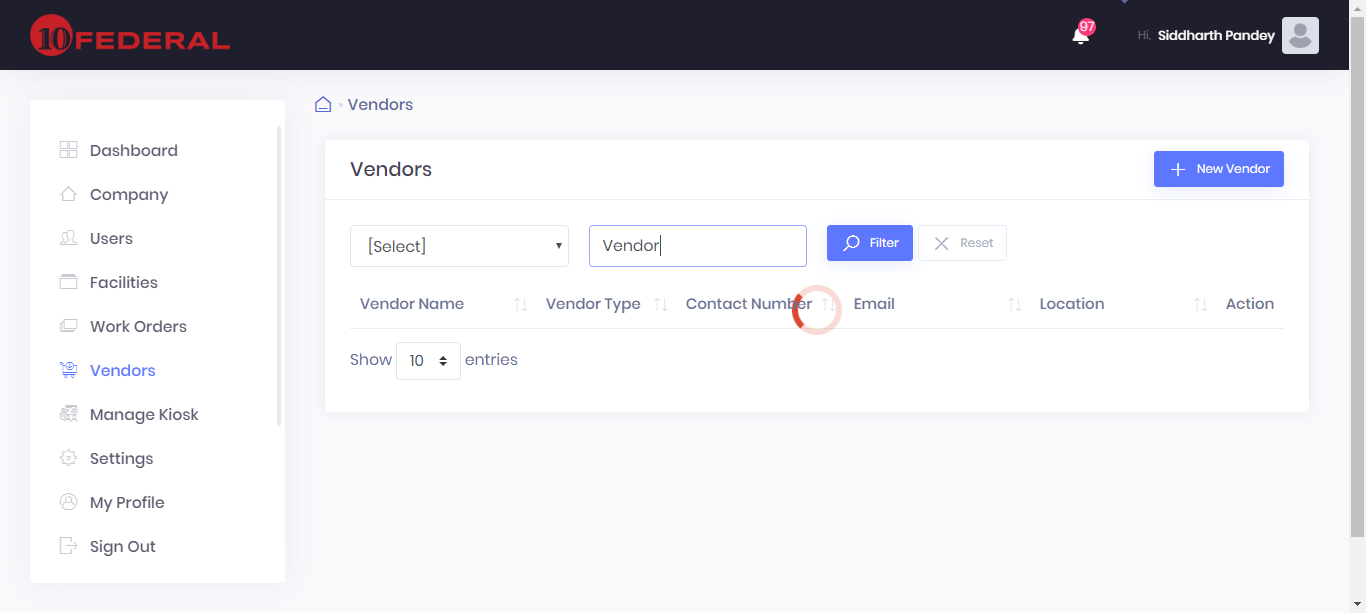 10 FEDERAL
97
Hi, Siddharth Pandey
Dashboard
Company
Users
Facilities
Work Orders
Vendors
Manage Kiosk
Settings
My Profile
Sign Out
Vendors
Vendors
New Vendor
[Select]
Vendor
Filter
Reset
Vendor Name Vendor Type Contact Number Email Location Action
Show 10 entries